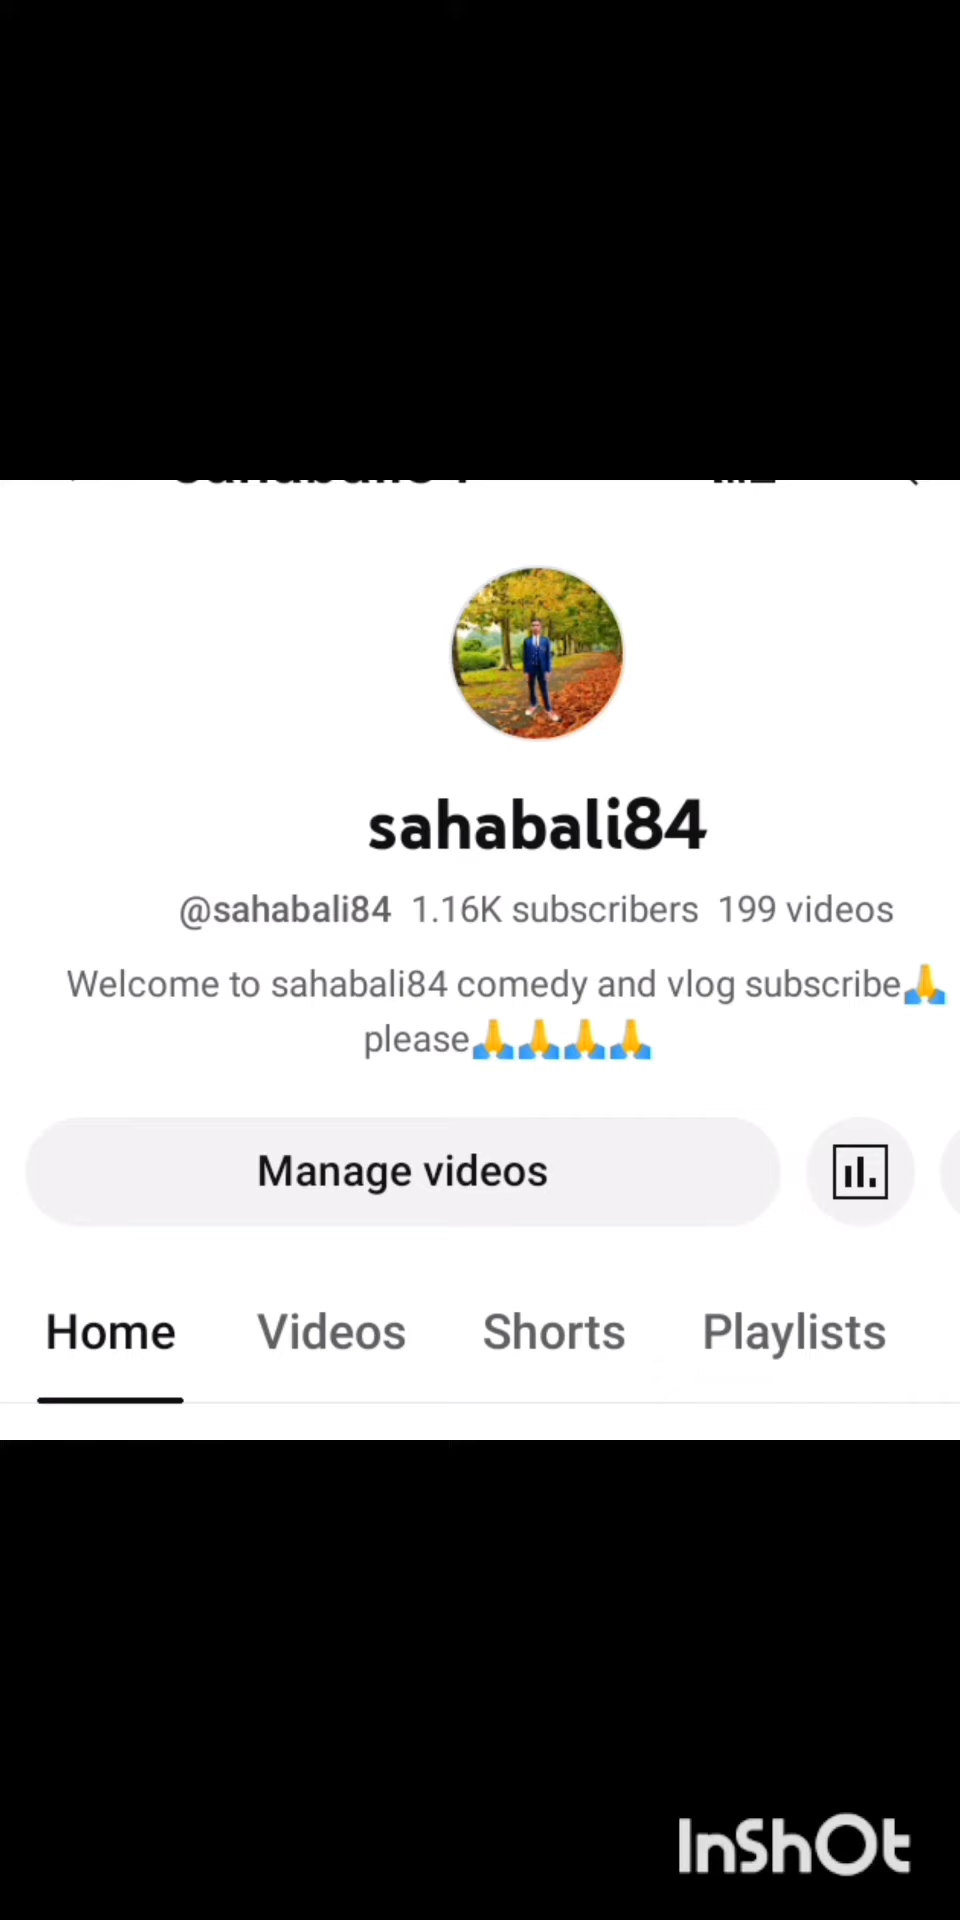 sahabali84
@sahabali84 1.16K subscribers 199 videos
Welcome to sahabali84 comedy and vlog subscribe🙏
please🙏🙏🙏🙏
Manage videos
Home Videos Shorts Playlists
InShOt